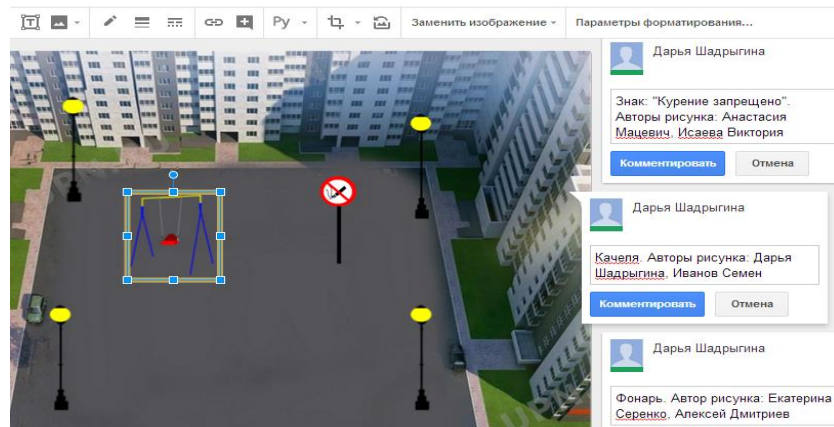 Ру
Заменить изображение
Параметры форматирования...
Дарья Шадрыгина
Знак: "Курение запрещено".
Авторы рисунка: Анастасия
Мацевич, Исаева Виктория
Комментировать Отмена
Дарья Шадрыгина
Качеля. Авторы рисунка: Дарья
Шадрыгина, Иванов Семен
Комментировать Отмена
Дарья Шадрыгина
Фонарь. Автор рисунка: Екатерина
Серенко, Алексей Дмитриев